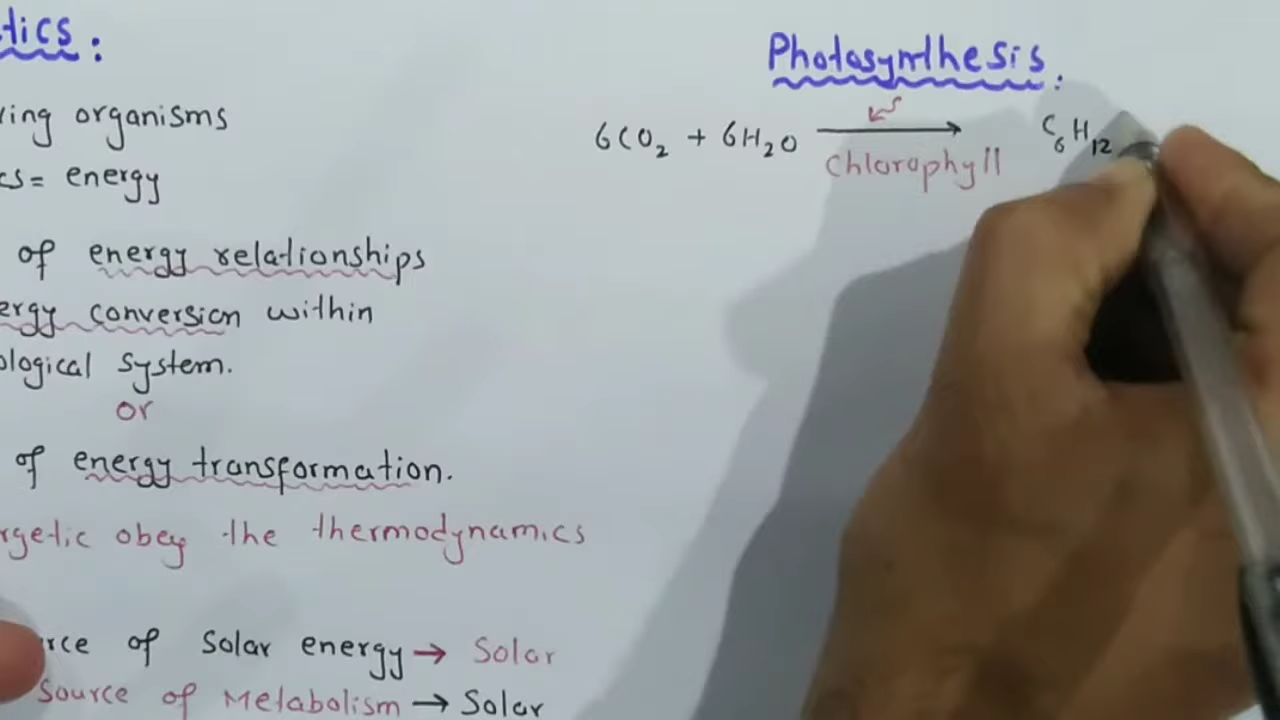 tics:
ving organisms
cs= energy
of energy relationships
ergy conversion within
ological system.
or
of energy transformation.
rgetic obey the thermodynamics
rce of Solar energy → Solar
Source of Metabolism → Solar
Photosynthesis:
6CO2 + 6H2O → C6H12
Chlorophyll